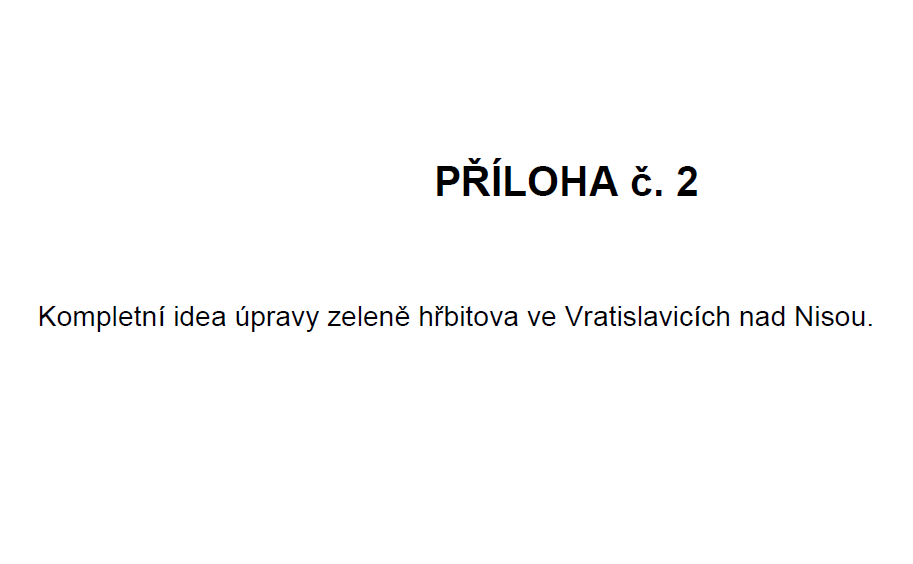 PŘÍLOHA č. 2
Kompletní idea úpravy zeleně hřbitova ve Vratislavicích nad Nisou.